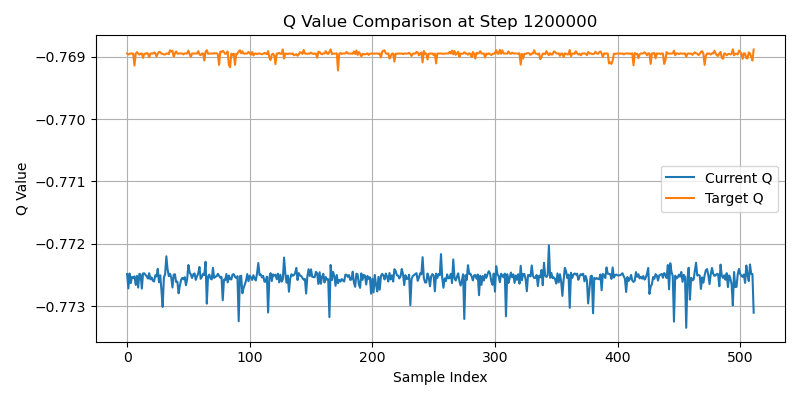 Q Value Comparison at Step 1200000
−0.769
−0.770
−0.771
−0.772
−0.773
Q Value
Current Q
Target Q
0
100
200
300
400
500
Sample Index